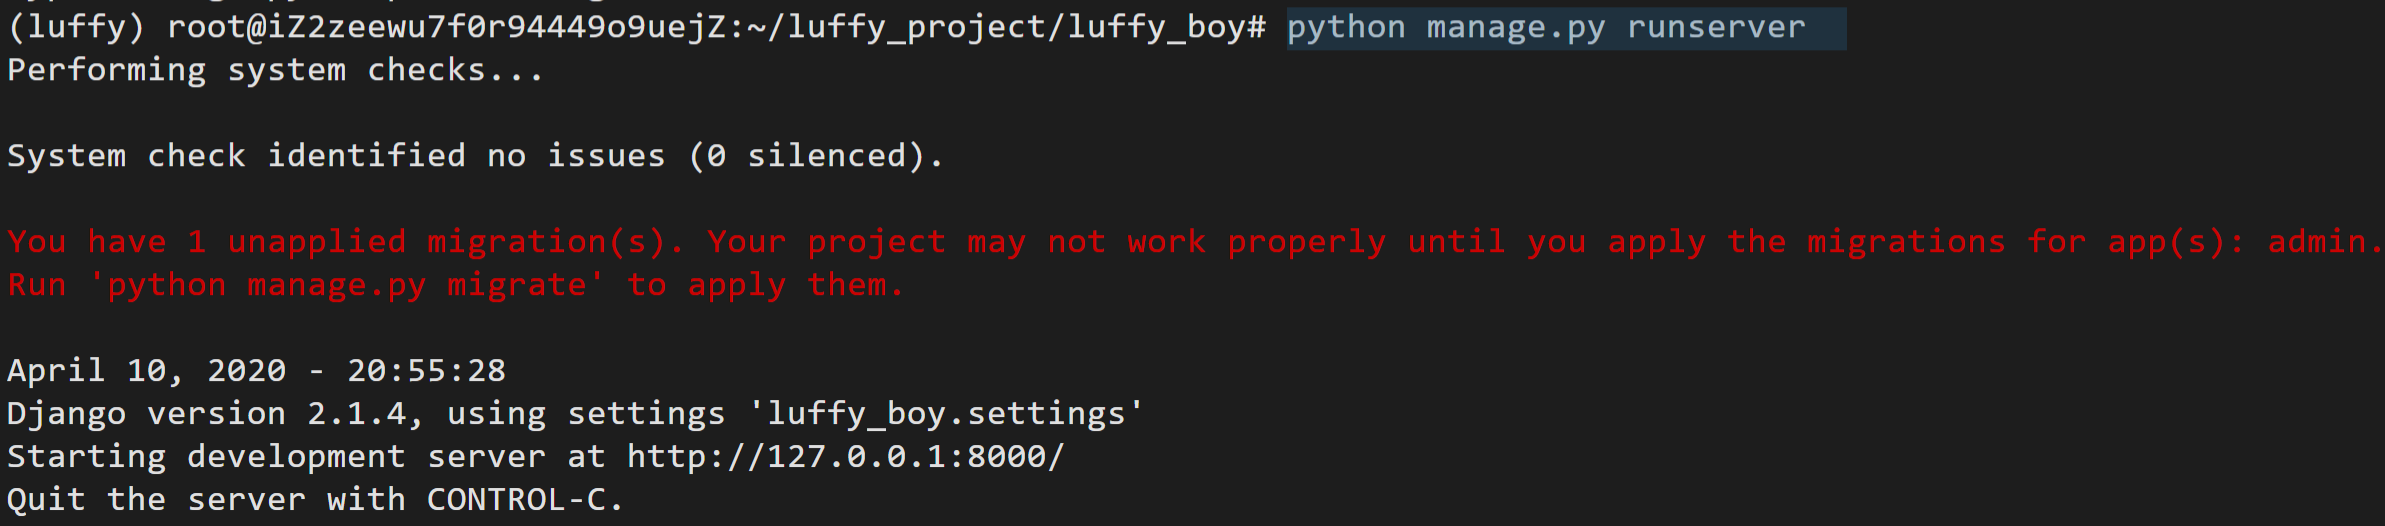 (luffy) root@iZ2zeewu7f0r94449o9uejZ:~/luffy_project/luffy_boy# python manage.py runserver
Performing system checks...
System check identified no issues (0 silenced).
You have 1 unapplied migration(s). Your project may not work properly until you apply the migrations for app(s): admin.
Run 'python manage.py migrate' to apply them.
April 10, 2020 - 20:55:28
Django version 2.1.4, using settings 'luffy_boy.settings'
Starting development server at http://127.0.0.1:8000/
Quit the server with CONTROL-C.